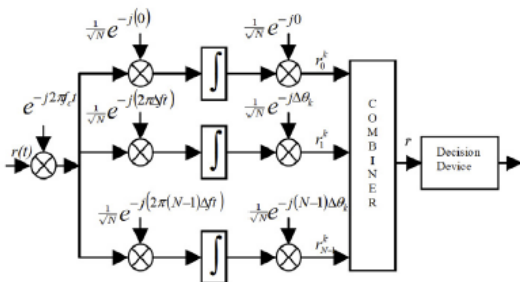 1/√N e^{-j(0)}
1/√N e^{-j0}
r_0^k
e^{-j2πf_c t}
1/√N e^{-j(2πΔft)}
1/√N e^{-jΔθ_k}
r(t)
∫
∫
∫
r_1^k
COMBINER
r
Decision
Device
1/√N e^{-j(2π(N-1)Δft)}
1/√N e^{-j(N-1)Δθ_k}
r_{N-1}^k